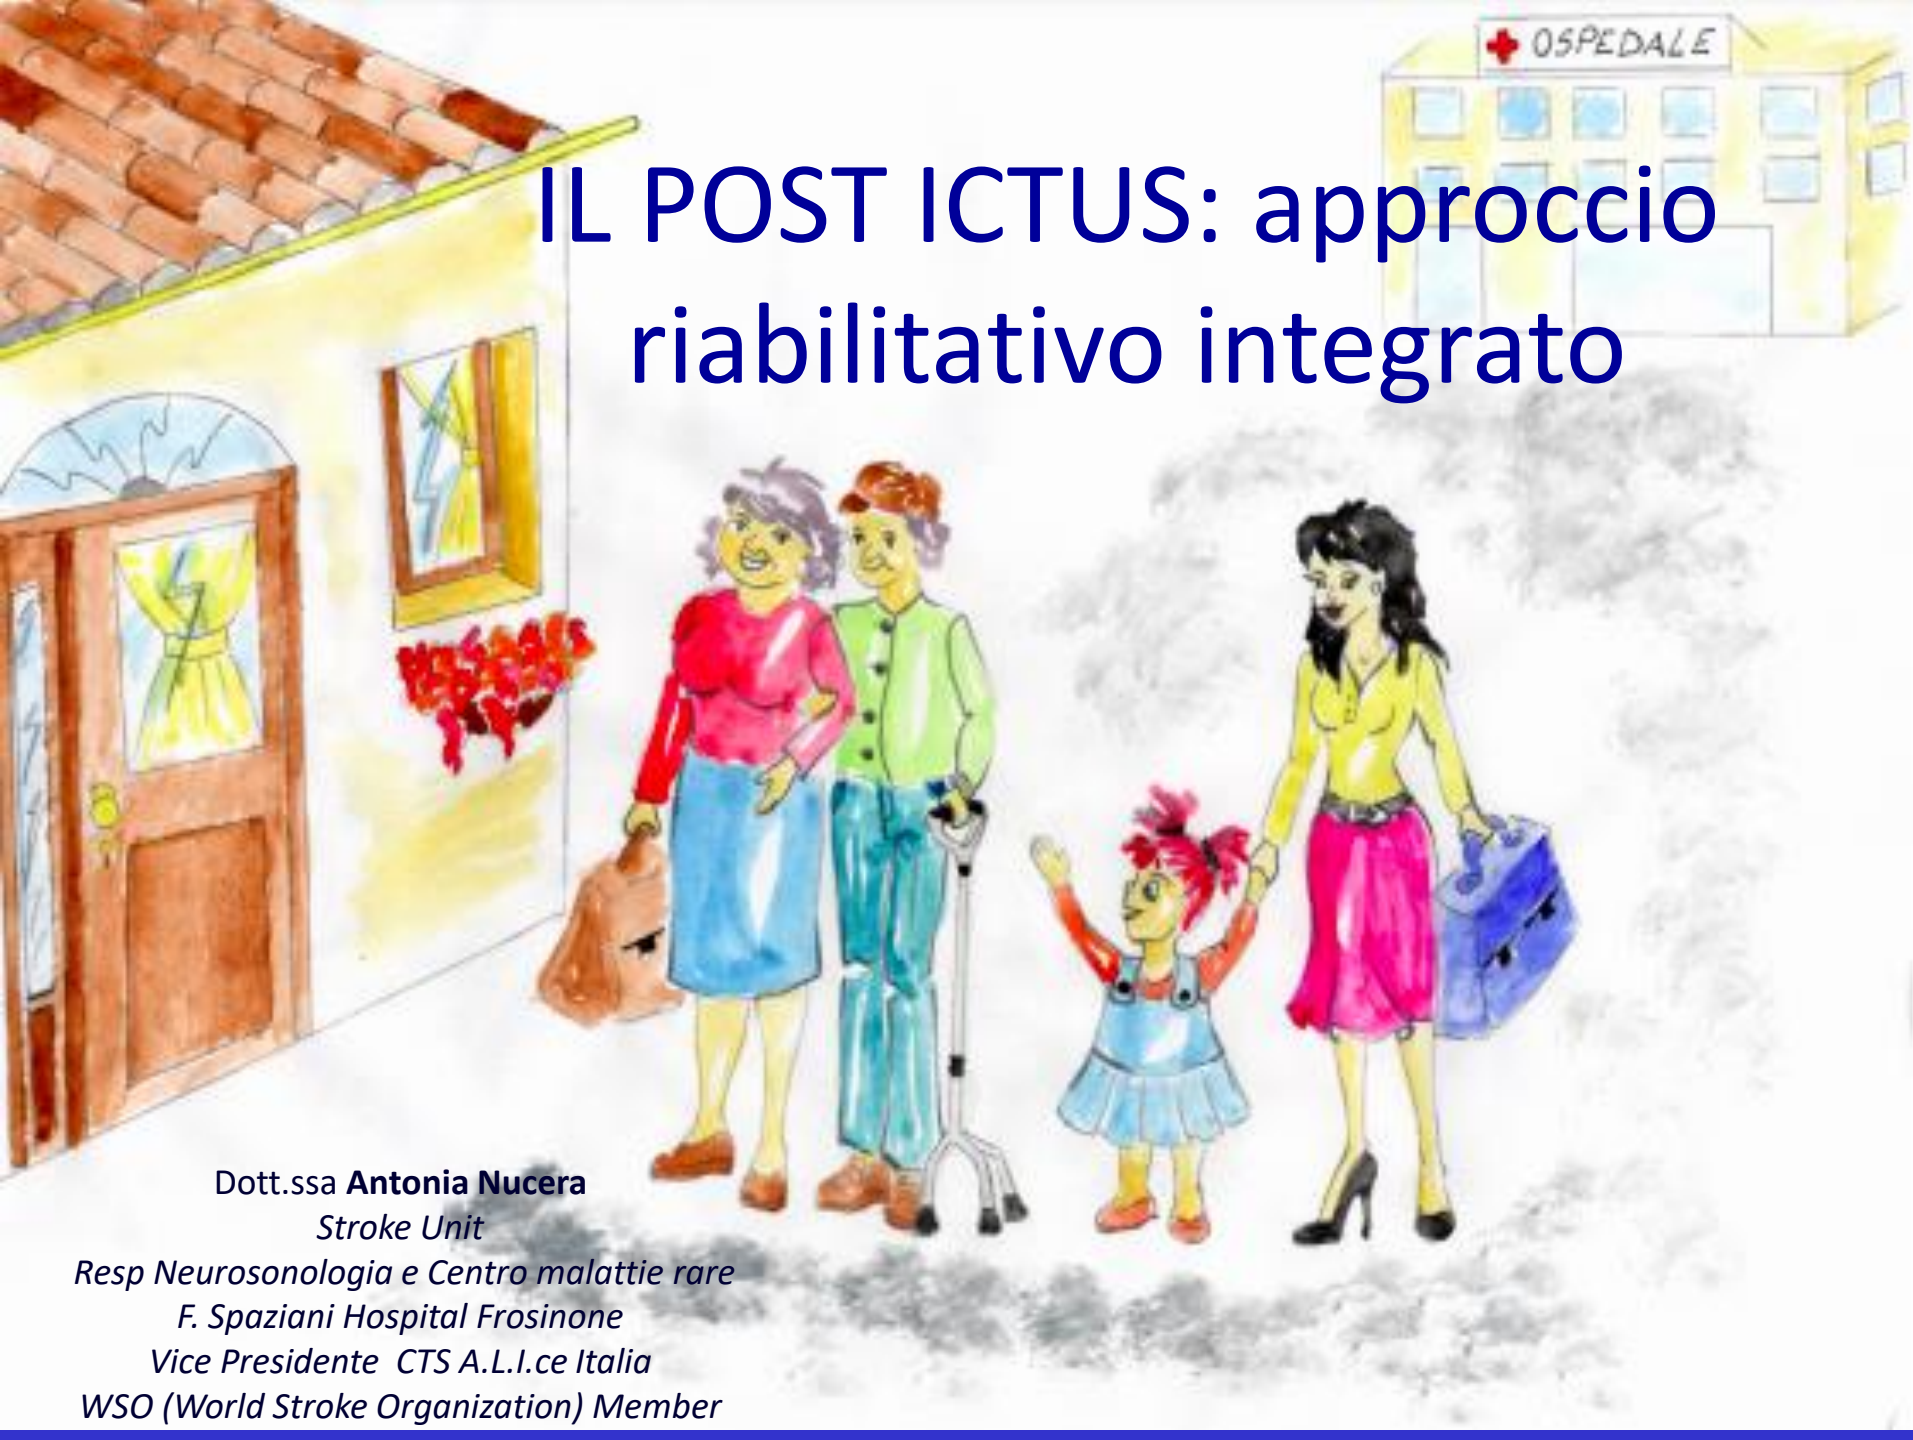 OSPEDALE
IL POST ICTUS: approccio
riabilitativo integrato
Dott.ssa Antonia Nucera
Stroke Unit
Resp Neurosonologia e Centro malattie rare
F. Spaziani Hospital Frosinone
Vice Presidente CTS A.L.I.ce Italia
WSO (World Stroke Organization) Member